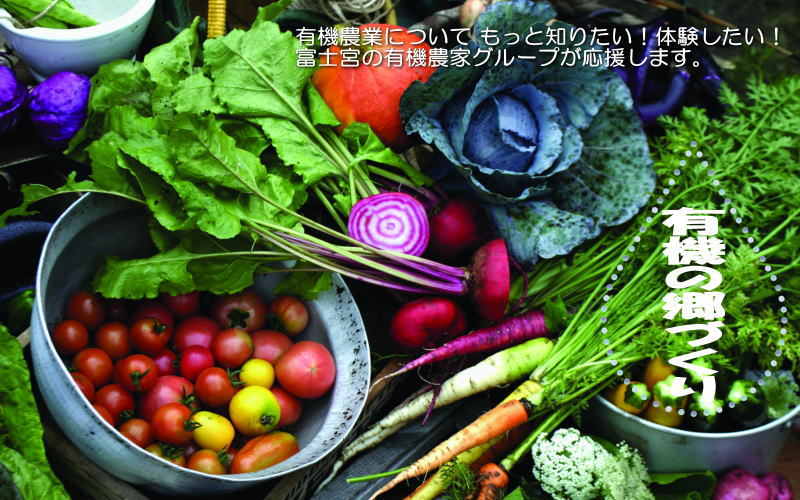 有機農業について もっと知りたい！体験したい！
富士宮の有機農家グループが応援します。
有機の郷づくり